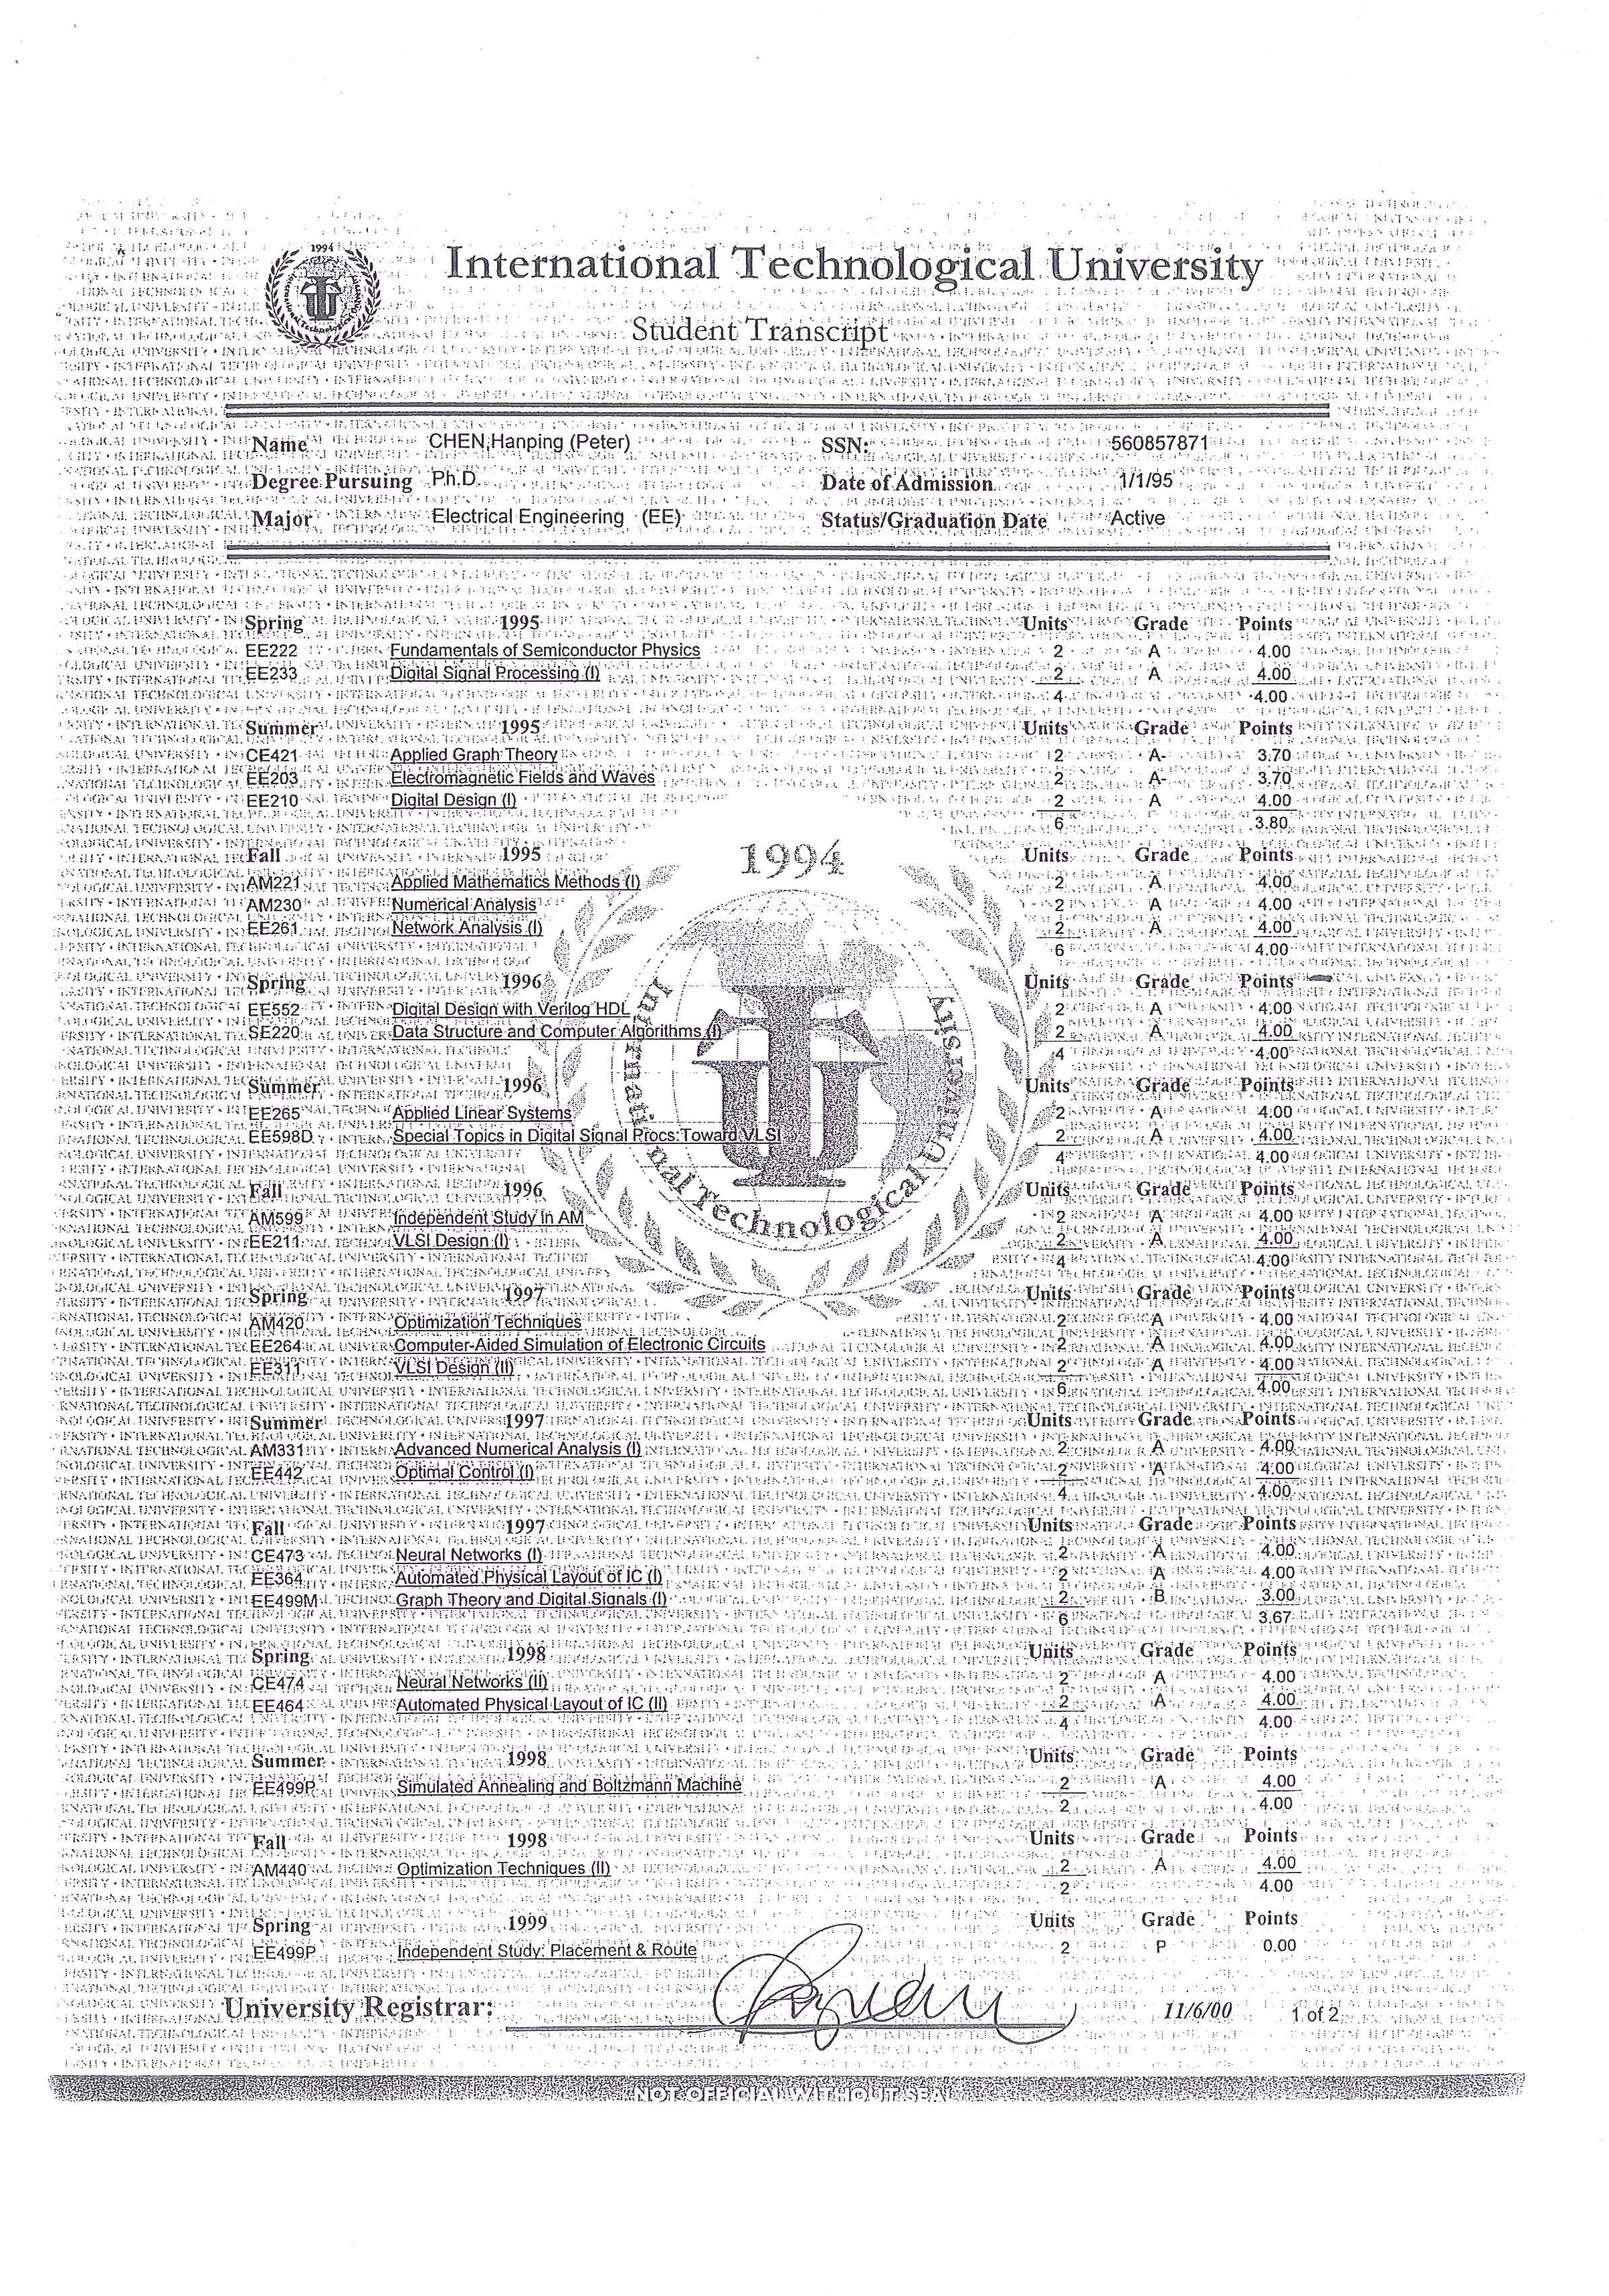 1994
International Technological University
Student Transcript
Name CHEN,Hanping (Peter) SSN: 560857871
Degree Pursuing Ph.D. Date of Admission 1/1/95
Major Electrical Engineering (EE) Status/Graduation Date Active
Spring 1995 Units Grade Points
EE222 Fundamentals of Semiconductor Physics 2 A 4.00
EE233 Digital Signal Processing (I) 2 A 4.00
4 4.00
Summer 1995 Units Grade Points
CE421 Applied Graph Theory 2 A- 3.70
EE203 Electromagnetic Fields and Waves 2 A- 3.70
EE210 Digital Design (I) 2 A 4.00
6 3.80
Fall 1995 Units Grade Points
AM221 Applied Mathematics Methods (I) 2 A 4.00
AM230 Numerical Analysis 2 A 4.00
EE261 Network Analysis (I) 2 A 4.00
6 4.00
Spring 1996 Units Grade Points
EE552 Digital Design with Verilog HDL 2 A 4.00
SE220 Data Structure and Computer Algorithms (I) 2 A 4.00
4 4.00
Summer 1996 Units Grade Points
EE265 Applied Linear Systems 2 A 4.00
EE598D Special Topics in Digital Signal Procs:Toward VLSI 2 A 4.00
4 4.00
Fall 1996 Units Grade Points
AM599 Independent Study in AM 2 A 4.00
EE211 VLSI Design (I) 2 A 4.00
4 4.00
Spring 1997 Units Grade Points
AM420 Optimization Techniques 2 A 4.00
EE264 Computer-Aided Simulation of Electronic Circuits 2 A 4.00
EE311 VLSI Design (II) 2 A 4.00
6 4.00
Summer 1997 Units Grade Points
AM331 Advanced Numerical Analysis (I) 2 A 4.00
EE442 Optimal Control (I) 2 A 4.00
4 4.00
Fall 1997 Units Grade Points
CE473 Neural Networks (I) 2 A 4.00
EE364 Automated Physical Layout of IC (I) 2 A 4.00
EE499M Graph Theory and Digital Signals (I) 2 B 3.00
6 3.67
Spring 1998 Units Grade Points
CE474 Neural Networks (II) 2 A 4.00
EE464 Automated Physical Layout of IC (II) 2 A 4.00
4 4.00
Summer 1998 Units Grade Points
EE499R Simulated Annealing and Boltzmann Machine 2 A 4.00
2 4.00
Fall 1998 Units Grade Points
AM440 Optimization Techniques (II) 2 A 4.00
2 4.00
Spring 1999 Units Grade Points
EE499P Independent Study: Placement & Route 2 P 0.00
University Registrar: 11/6/00 1 of 2
NOT OFFICIAL WITHOUT SEAL
1994
International Technological University